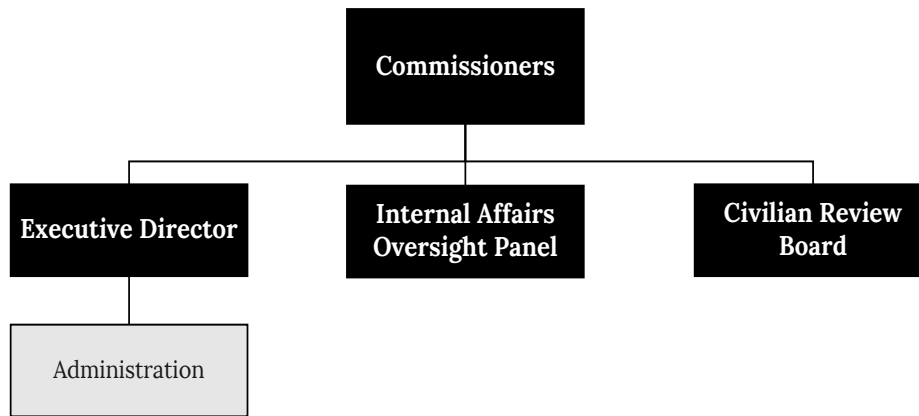 Commissioners
Executive Director
Internal Affairs
Oversight Panel
Civilian Review
Board
Administration